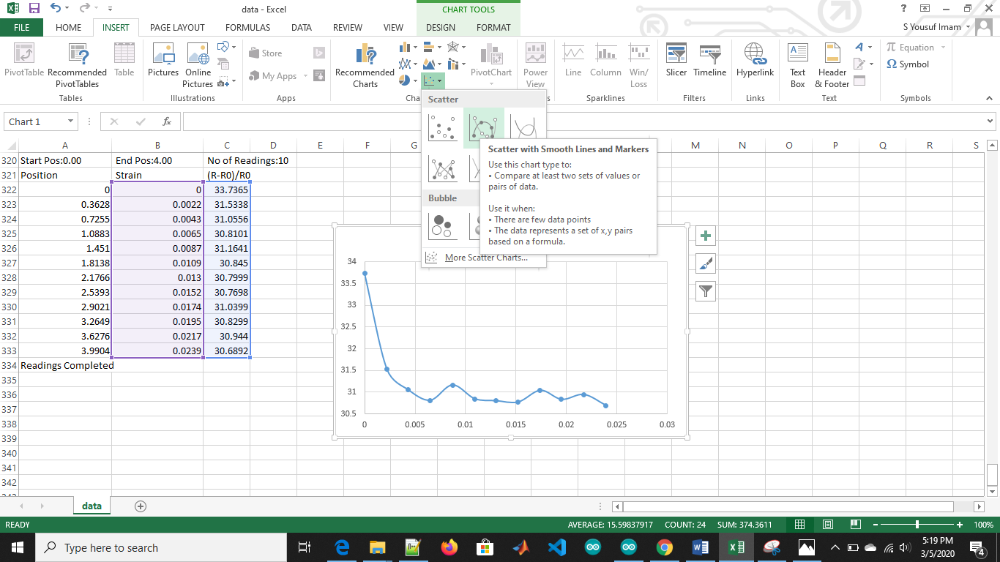 data - Excel
CHART TOOLS
?
FILE HOME INSERT PAGE LAYOUT FORMULAS DATA REVIEW VIEW DESIGN FORMAT
S Yousuf Imam
PivotTable
Recommended
PivotTables
Table
Tables
Pictures
Online
Pictures
Illustrations
Store
My Apps
Apps
Recommended
Charts
Cha
PivotChart
Power
View
s
Line
Column
Win/
Loss
Sparklines
Slicer
Timeline
Filters
Hyperlink
Links
Text
Box
Header
& Footer
Text
π Equation
Ω Symbol
Symbols
Chart 1
fx
Scatter
Scatter with Smooth Lines and Markers
Use this chart type to:
• Compare at least two sets of values or
pairs of data.
Use it when:
• There are few data points
• The data represents a set of x,y pairs
based on a formula.
Bubble
More Scatter Charts...
A B C D E F G M N O P Q R S
320 Start Pos:0.00 End Pos:4.00 No of Readings:10
321 Position Strain (R-R0)/R0
322 0 0 33.7365
323 0.3628 0.0022 31.5338
324 0.7255 0.0043 31.0556
325 1.0883 0.0065 30.8101
326 1.451 0.0087 31.1641
327 1.8138 0.0109 30.845
328 2.1766 0.013 30.7999
329 2.5393 0.0152 30.7698
330 2.9021 0.0174 31.0399
331 3.2649 0.0195 30.8299
332 3.6276 0.0217 30.944
333 3.9904 0.0239 30.6892
334 Readings Completed
335
336
337
338
339
340
341
342
34
33.5
33
32.5
32
31.5
31
30.5
0 0.005 0.01 0.015 0.02 0.025 0.03
data
READY
AVERAGE: 15.59837917 COUNT: 24 SUM: 374.3611
100%
Type here to search
5:19 PM
3/5/2020
4